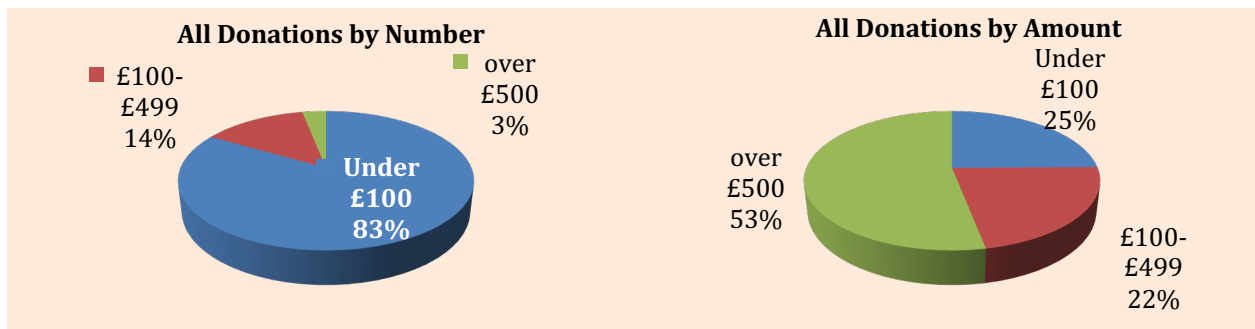 All Donations by Number
£100-
£499
14%
over
£500
3%
Under
£100
83%
All Donations by Amount
Under
£100
25%
over
£500
53%
£100-
£499
22%